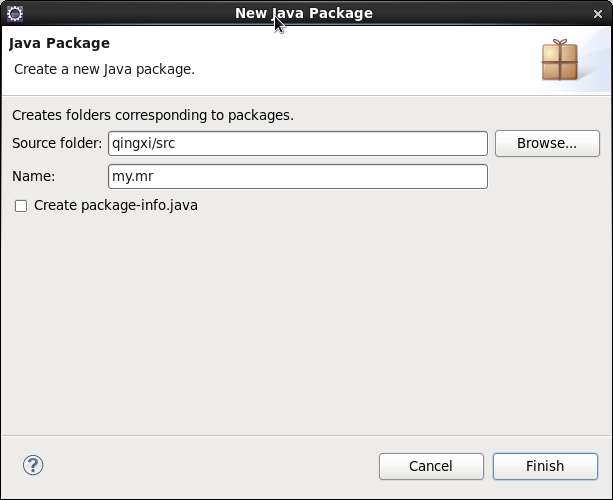 New Java Package
Java Package
Create a new Java package.
Creates folders corresponding to packages.
Source folder: qingxi/src Browse...
Name: my.mr
Create package-info.java
? Cancel Finish